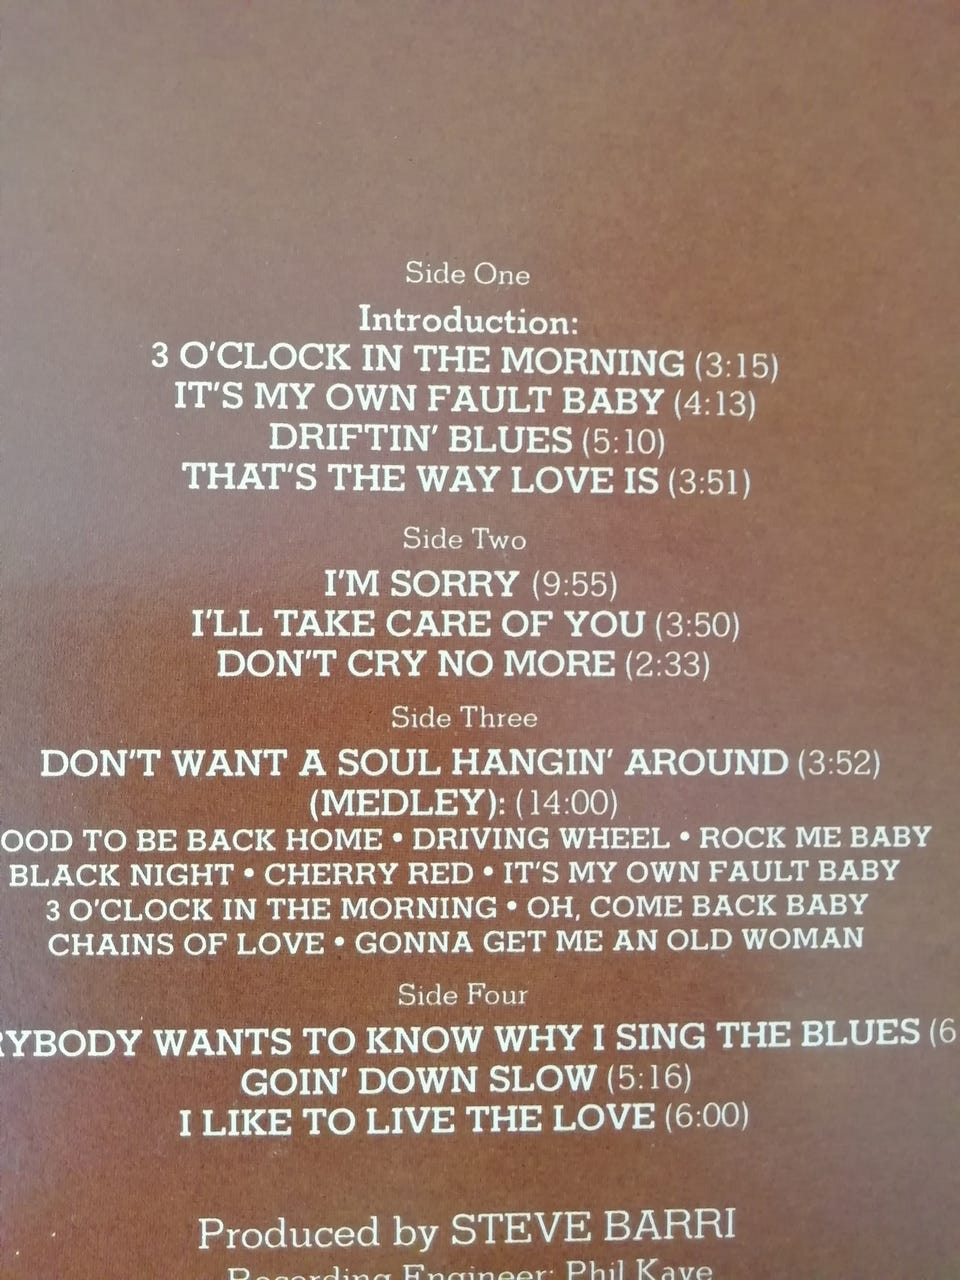 Side One
Introduction:
3 O'CLOCK IN THE MORNING (3:15)
IT'S MY OWN FAULT BABY (4:13)
DRIFTIN' BLUES (5:10)
THAT'S THE WAY LOVE IS (3:51)
Side Two
I'M SORRY (9:55)
I'LL TAKE CARE OF YOU (3:50)
DON'T CRY NO MORE (2:33)
Side Three
DON'T WANT A SOUL HANGIN' AROUND (3:52)
(MEDLEY): (14:00)
OOD TO BE BACK HOME • DRIVING WHEEL • ROCK ME BABY
BLACK NIGHT • CHERRY RED • IT'S MY OWN FAULT BABY
3 O'CLOCK IN THE MORNING • OH, COME BACK BABY
CHAINS OF LOVE • GONNA GET ME AN OLD WOMAN
Side Four
RYBODY WANTS TO KNOW WHY I SING THE BLUES (6
GOIN' DOWN SLOW (5:16)
I LIKE TO LIVE THE LOVE (6:00)
Produced by STEVE BARRI
Recording Engineer: Phil Kaye